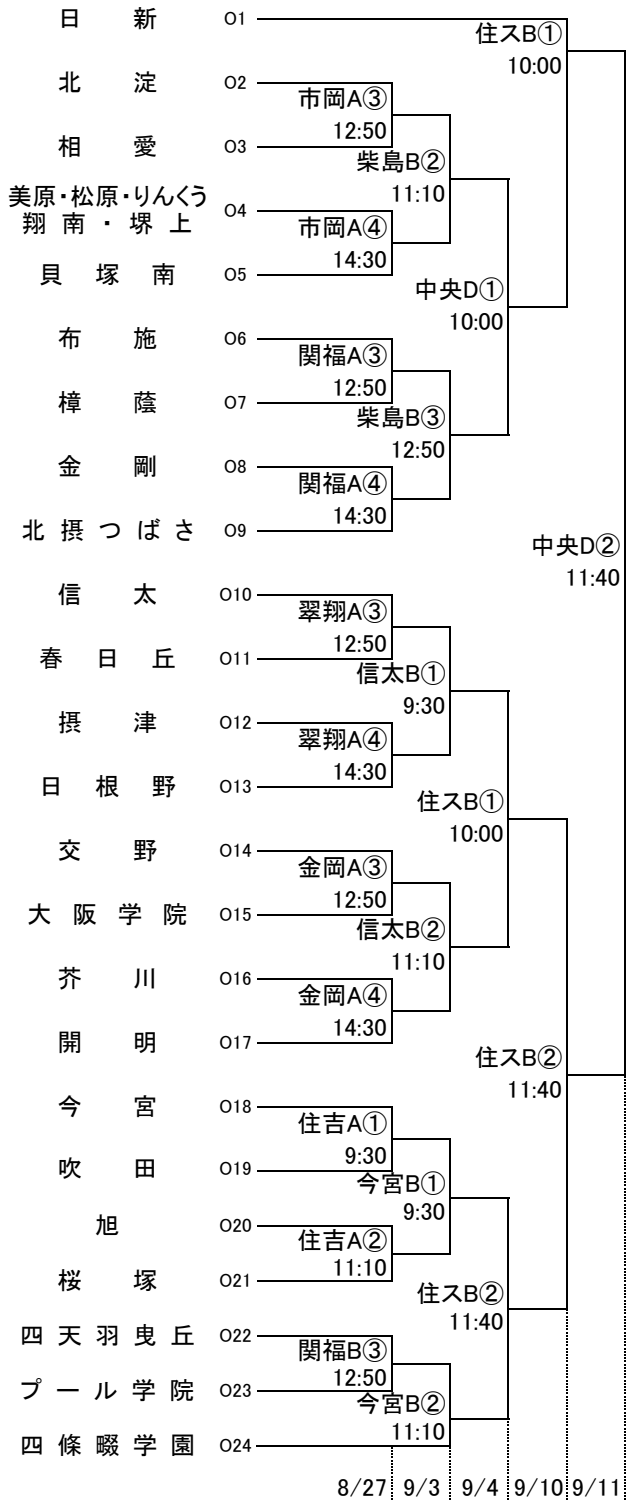 日新 O1
住スB①
10:00
北淀 O2
市岡A③
12:50
相愛 O3
柴島B②
11:10
美原・松原・りんくう
翔南・堺上 O4
市岡A④
14:30
貝塚南 O5
中央D①
10:00
布施 O6
関福A③
12:50
樟蔭 O7
柴島B③
12:50
金剛 O8
関福A④
14:30
北摂つばさ O9
中央D②
11:40
信太 O10
翠翔A③
12:50
春日丘 O11
信太B①
9:30
摂津 O12
翠翔A④
14:30
日根野 O13
住スB①
10:00
交野 O14
金岡A③
12:50
大阪学院 O15
信太B②
11:10
芥川 O16
金岡A④
14:30
開明 O17
住スB②
11:40
今宮 O18
住吉A①
9:30
吹田 O19
今宮B①
9:30
旭 O20
住吉A②
11:10
桜塚 O21
住スB②
11:40
四天羽曳丘 O22
関福B③
12:50
プール学院 O23
今宮B②
11:10
四條畷学園 O24
8/27 9/3 9/4 9/10 9/11